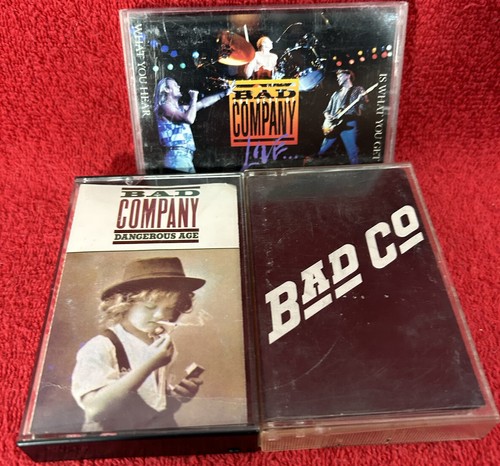 WHAT YOU HEAR
BAD
COMPANY
LIVE...
IS WHAT YOU GET
BAD
COMPANY
DANGEROUS AGE
BAD CO